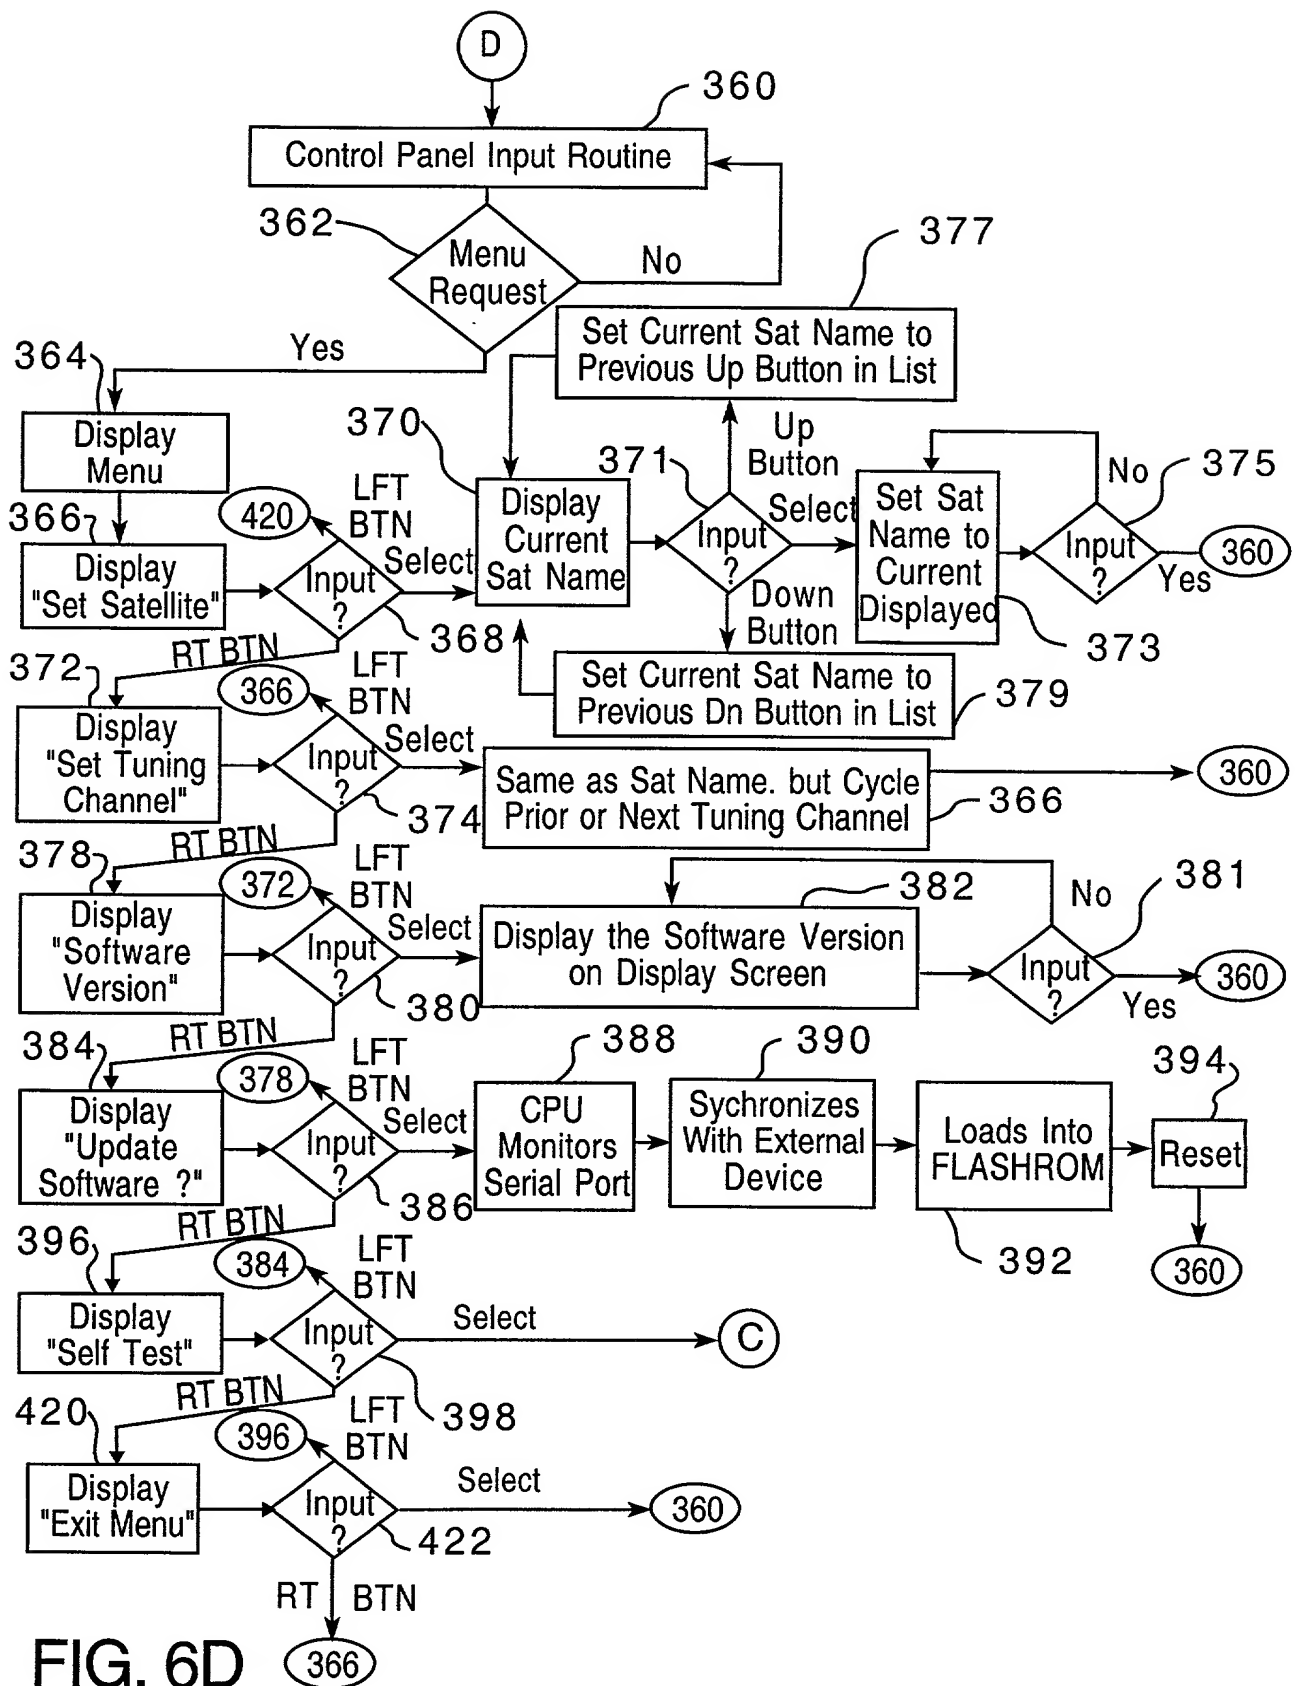 D
360
Control Panel Input Routine
362
Menu
Request
No
377
Set Current Sat Name to
Previous Up Button in List
Yes
364
Display
Menu
370
Display
Current
Sat Name
371
Input
?
Up
Button
Select
Down
Button
Set Sat
Name to
Current
Displayed
373
No
375
Input
?
Yes
360
366
Display
"Set Satellite"
420
LFT
BTN
Input
?
Select
368
RT BTN
Set Current Sat Name to
Previous Dn Button in List
379
372
Display
"Set Tuning
Channel"
366
LFT
BTN
Input
?
Select
374
Same as Sat Name. but Cycle
Prior or Next Tuning Channel
366
360
RT BTN
378
Display
"Software
Version"
372
LFT
BTN
Input
?
Select
380
382
Display the Software Version
on Display Screen
No
381
Input
?
Yes
360
RT BTN
384
Display
"Update
Software ?"
378
LFT
BTN
Input
?
Select
386
388
CPU
Monitors
Serial Port
390
Sychronizes
With External
Device
Loads Into
FLASHROM
392
394
Reset
360
RT BTN
396
Display
"Self Test"
384
LFT
BTN
Input
?
Select
398
C
RT BTN
420
Display
"Exit Menu"
396
LFT
BTN
Input
?
Select
422
360
RT BTN
366
FIG. 6D